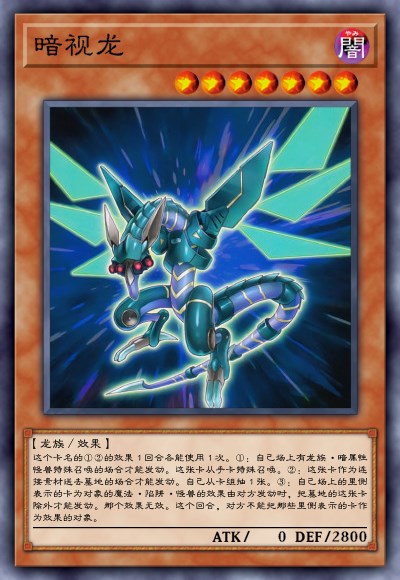 暗视龙
やみ
闇
【龙族／效果】
这个卡名的①②的效果1回合各能使用1次。①：自己场上有龙族·暗属性
怪兽特殊召唤的场合才能发动。这张卡从手卡特殊召唤。②：这张卡作为连
接素材送去墓地的场合才能发动。自己从卡组抽1张。③：自己场上的里侧
表示的卡为对象的魔法·陷阱·怪兽的效果由对方发动时，把墓地的这张卡
除外才能发动。那个效果无效。这个回合，对方不能把那些里侧表示的卡作
为效果的对象。
ATK/ 0 DEF/2800